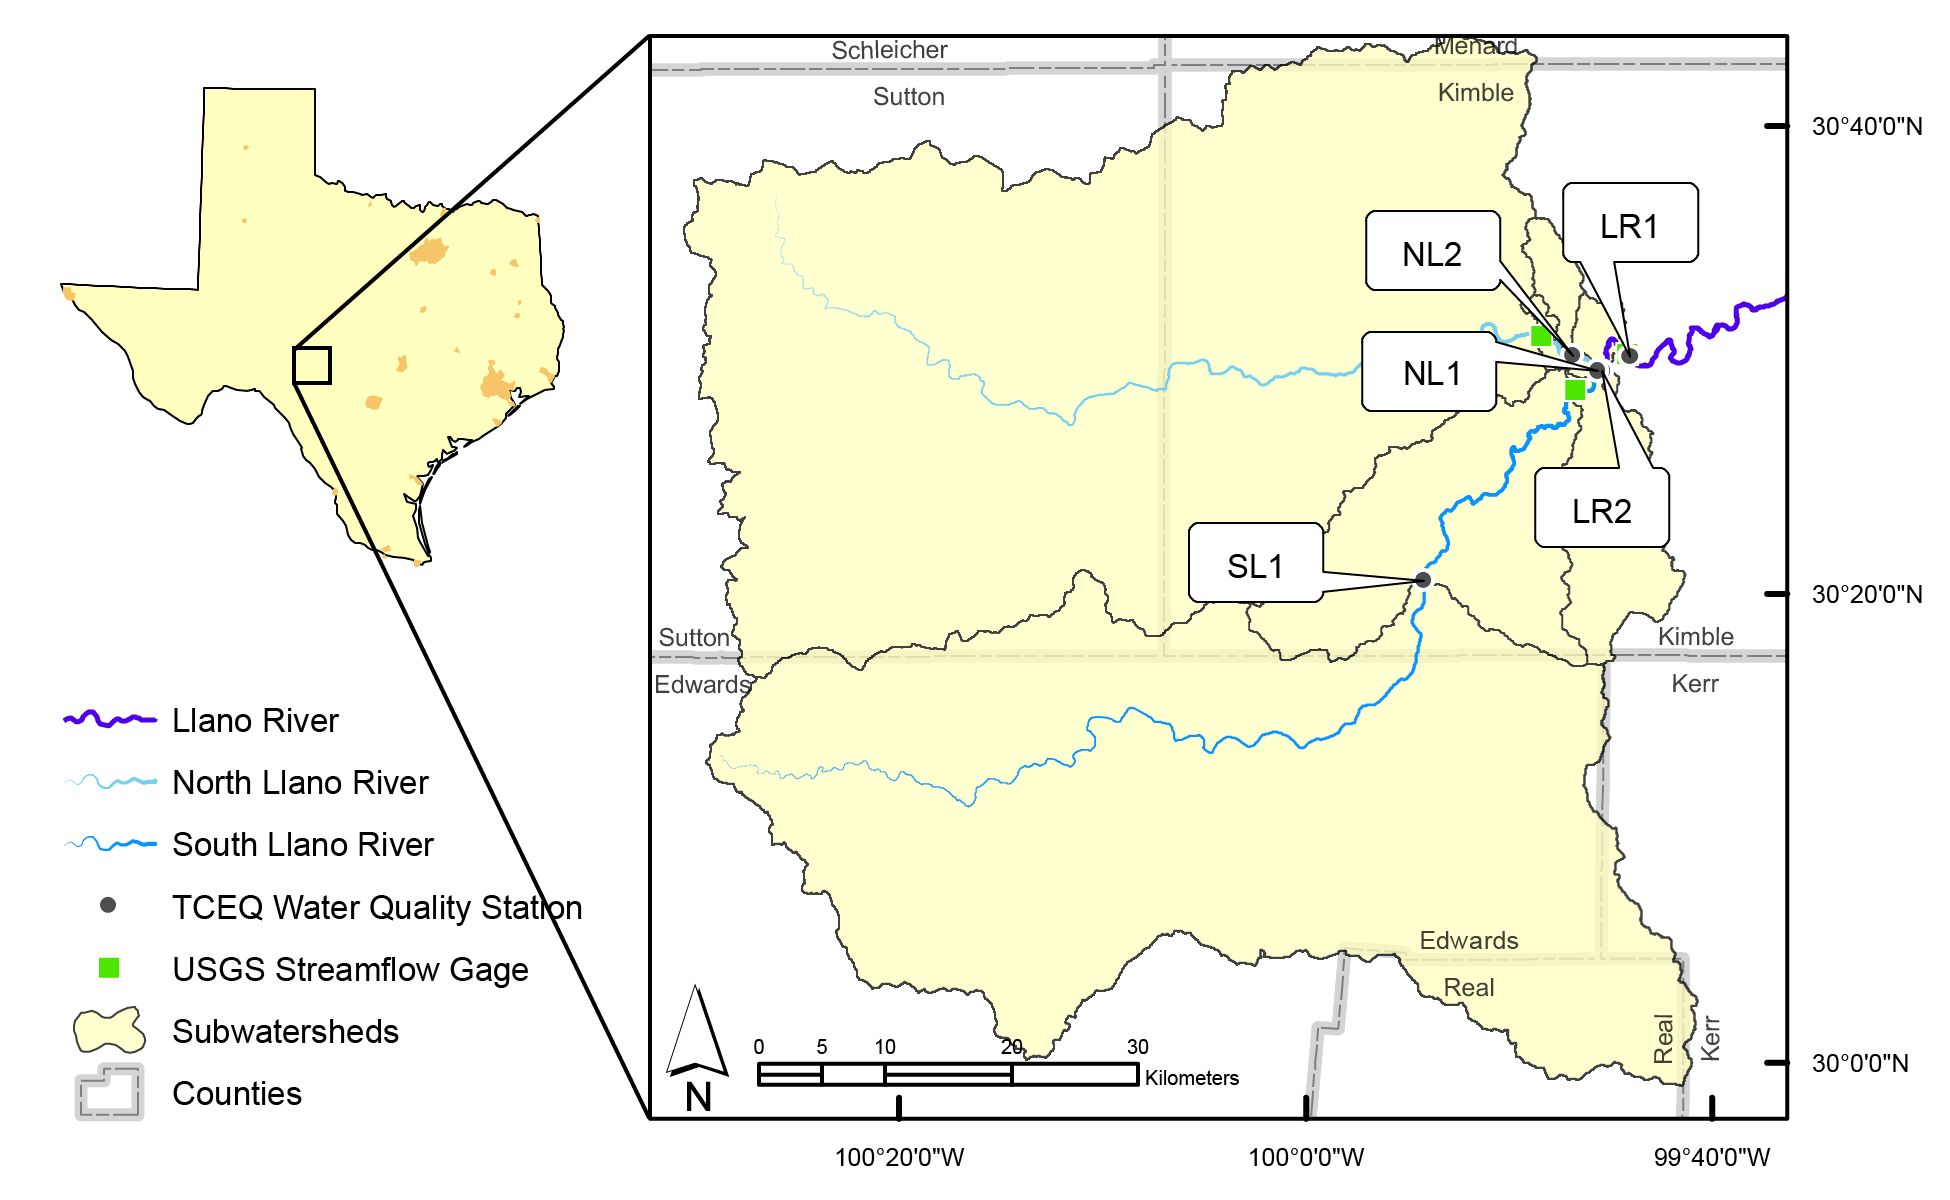 Schleicher
Menard
Sutton
Kimble
30°40'0"N
LR1
NL2
NL1
LR2
SL1
30°20'0"N
Sutton
Kimble
Edwards
Kerr
Llano River
North Llano River
South Llano River
TCEQ Water Quality Station
USGS Streamflow Gage
Subwatersheds
Counties
Edwards
Real
Real
Kerr
0 5 10 20 30
Kilometers
N
30°0'0"N
100°20'0"W
100°0'0"W
99°40'0"W